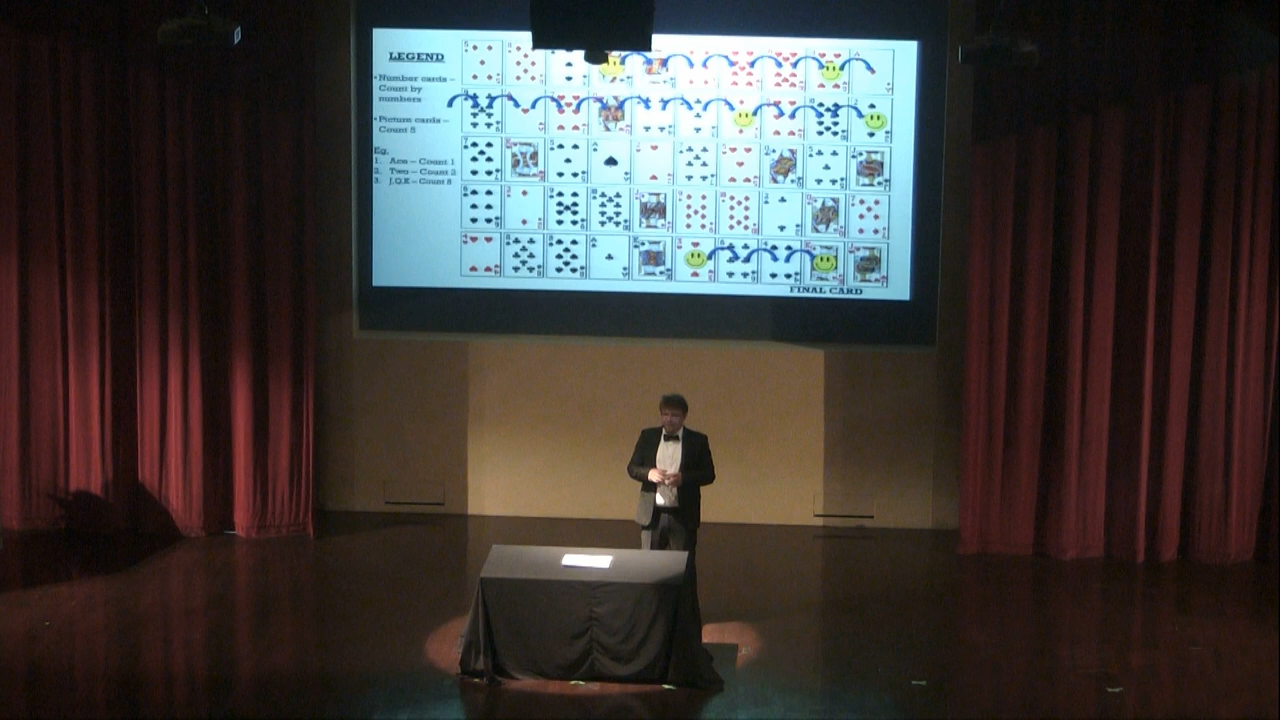 LEGEND
• Number cards –
Count by
numbers
• Picture cards –
Count 5
Eg.
1. Ace – Count 1
2. Two – Count 2
3. J,Q,K – Count 5
FINAL CARD